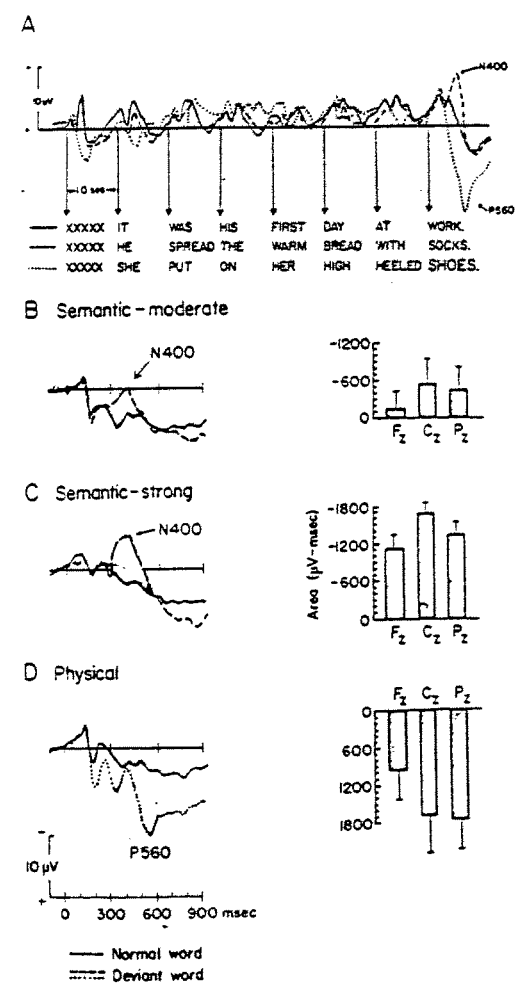 A
N400
10 sec
P560
XXXXX IT WAS HIS FIRST DAY AT WORK.
XXXXX HE SPREAD THE WARM BREAD WITH SOCKS.
XXXXX SHE PUT ON HER HIGH HEELED SHOES.
B Semantic-moderate
N400
-1200
-600
0
Fz Cz Pz
C Semantic-strong
N400
Area (μV-msec)
-1800
-1200
-600
0
Fz Cz Pz
D Physical
P560
Fz Cz Pz
0
600
1200
1800
-
10 μV
+
0 300 600 900 msec
Normal word
Deviant word